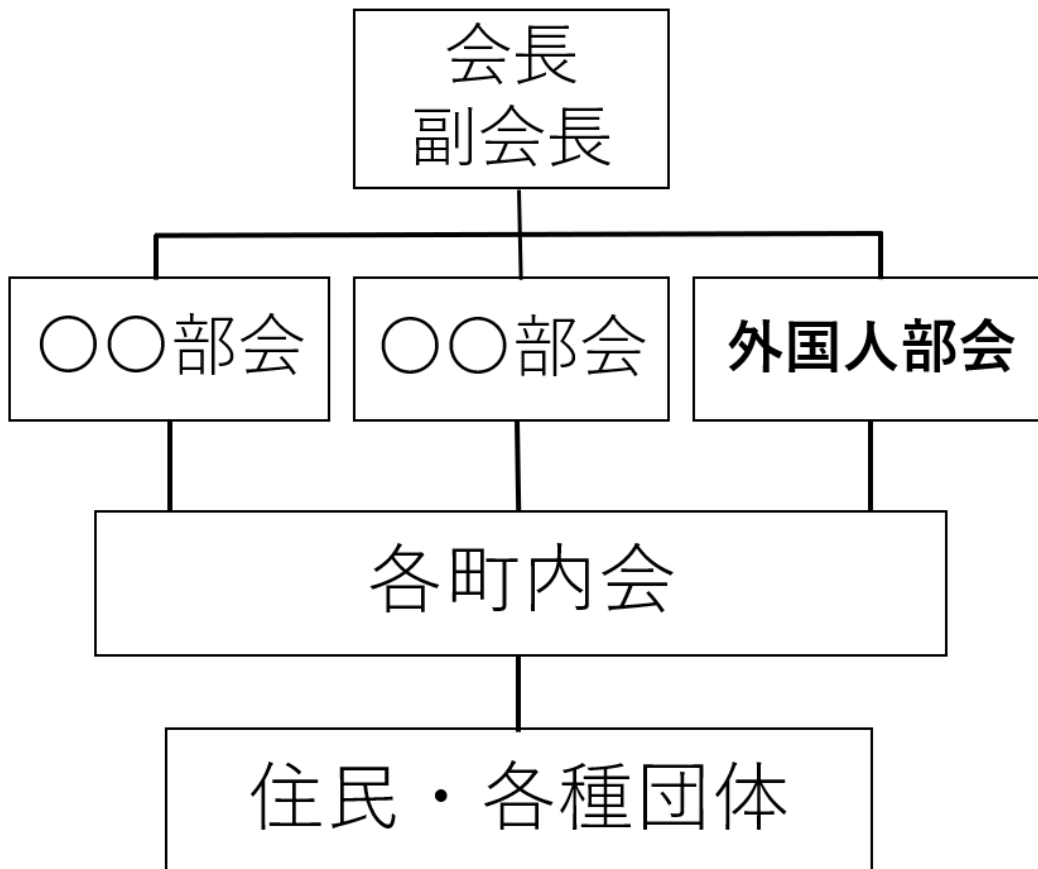 会長
副会長
〇〇部会
〇〇部会
外国人部会
各町内会
住民・各種団体